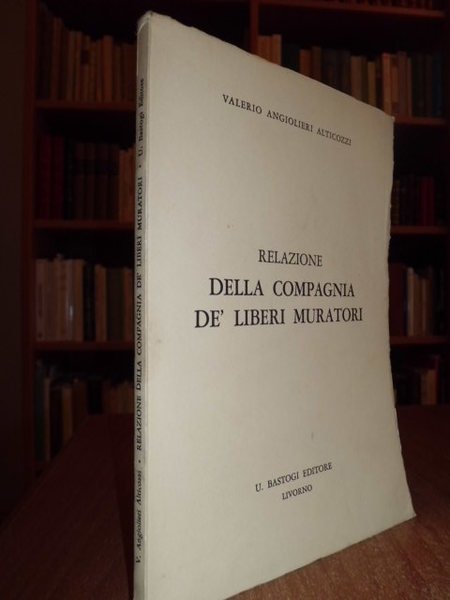 VALERIO ANGIOLIERI ALTICOZZI
RELAZIONE
DELLA COMPAGNIA
DE' LIBERI MURATORI
U. BASTOGI EDITORE
LIVORNO
V. Angiolieri Alticozzi • RELAZIONE DELLA COMPAGNIA DE' LIBERI MURATORI • U. Bastogi Editore